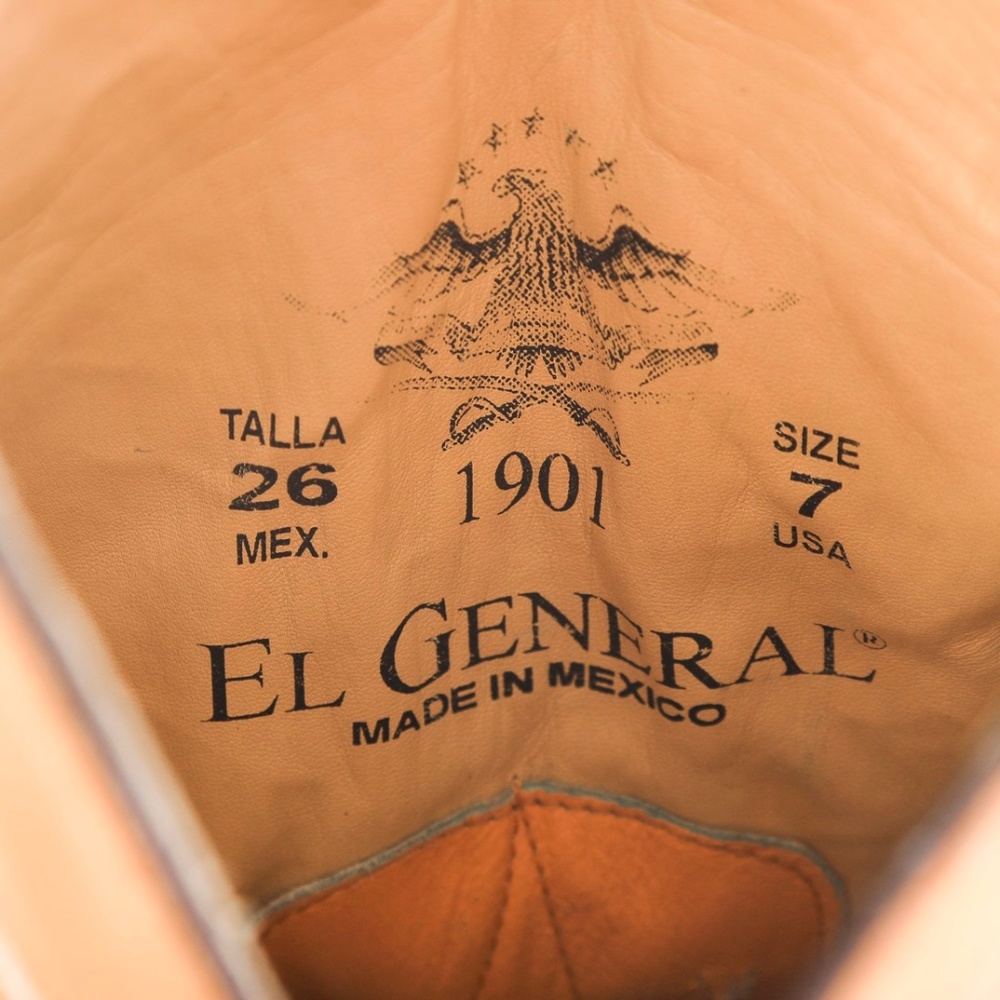 TALLA
26
MEX.
1901
SIZE
7
USA
EL GENERAL®
MADE IN MEXICO